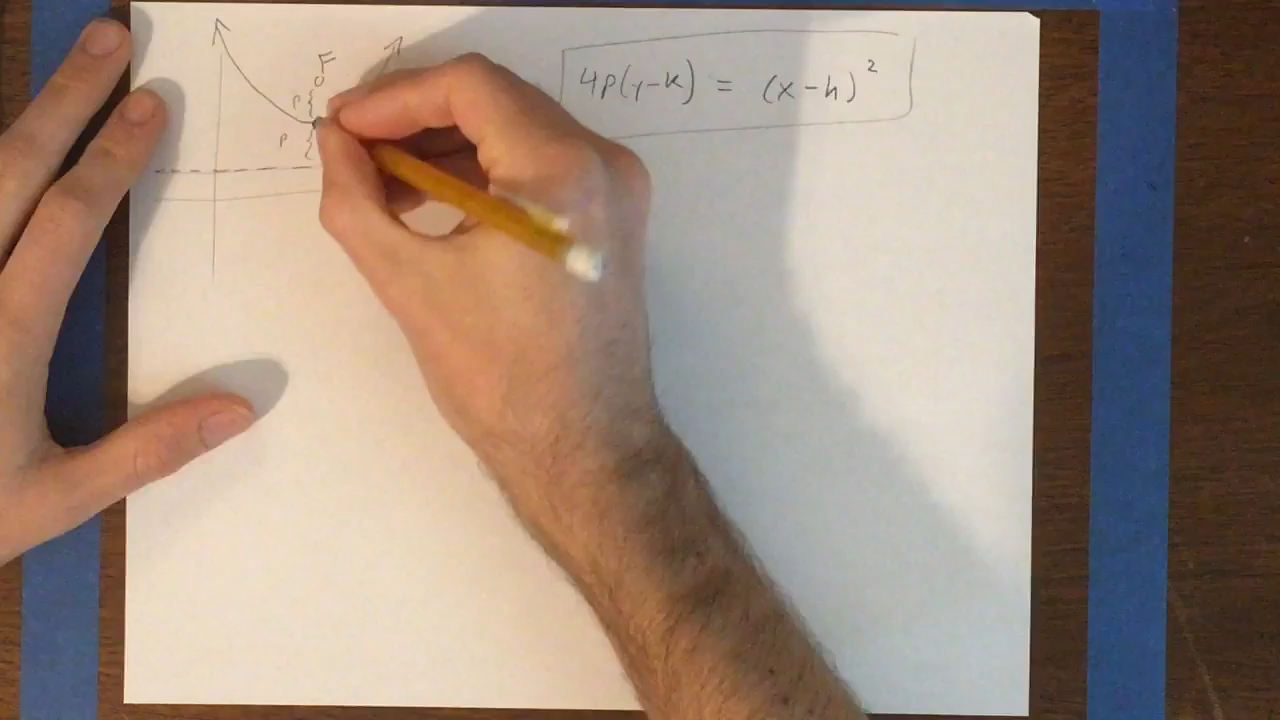 F
P
P
4P(y-k) = (x-h)²